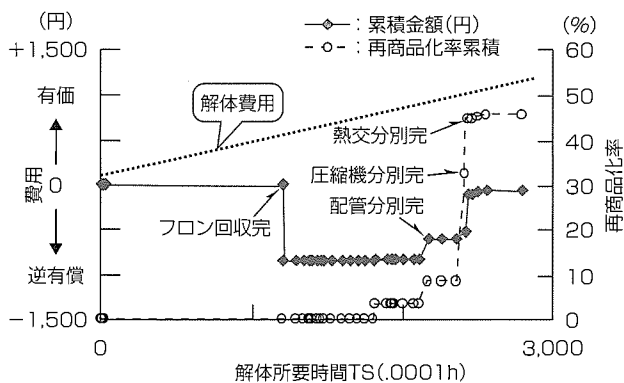 (円)
+1,500
有価
費用
0
逆有償
−1,500
:累積金額(円)
:再商品化率累積
(%)
60
50
40
30
20
10
0
再商品化率
解体費用
フロン回収完
熱交分別完
圧縮機分別完
配管分別完
0
3,000
解体所要時間TS(.0001h)